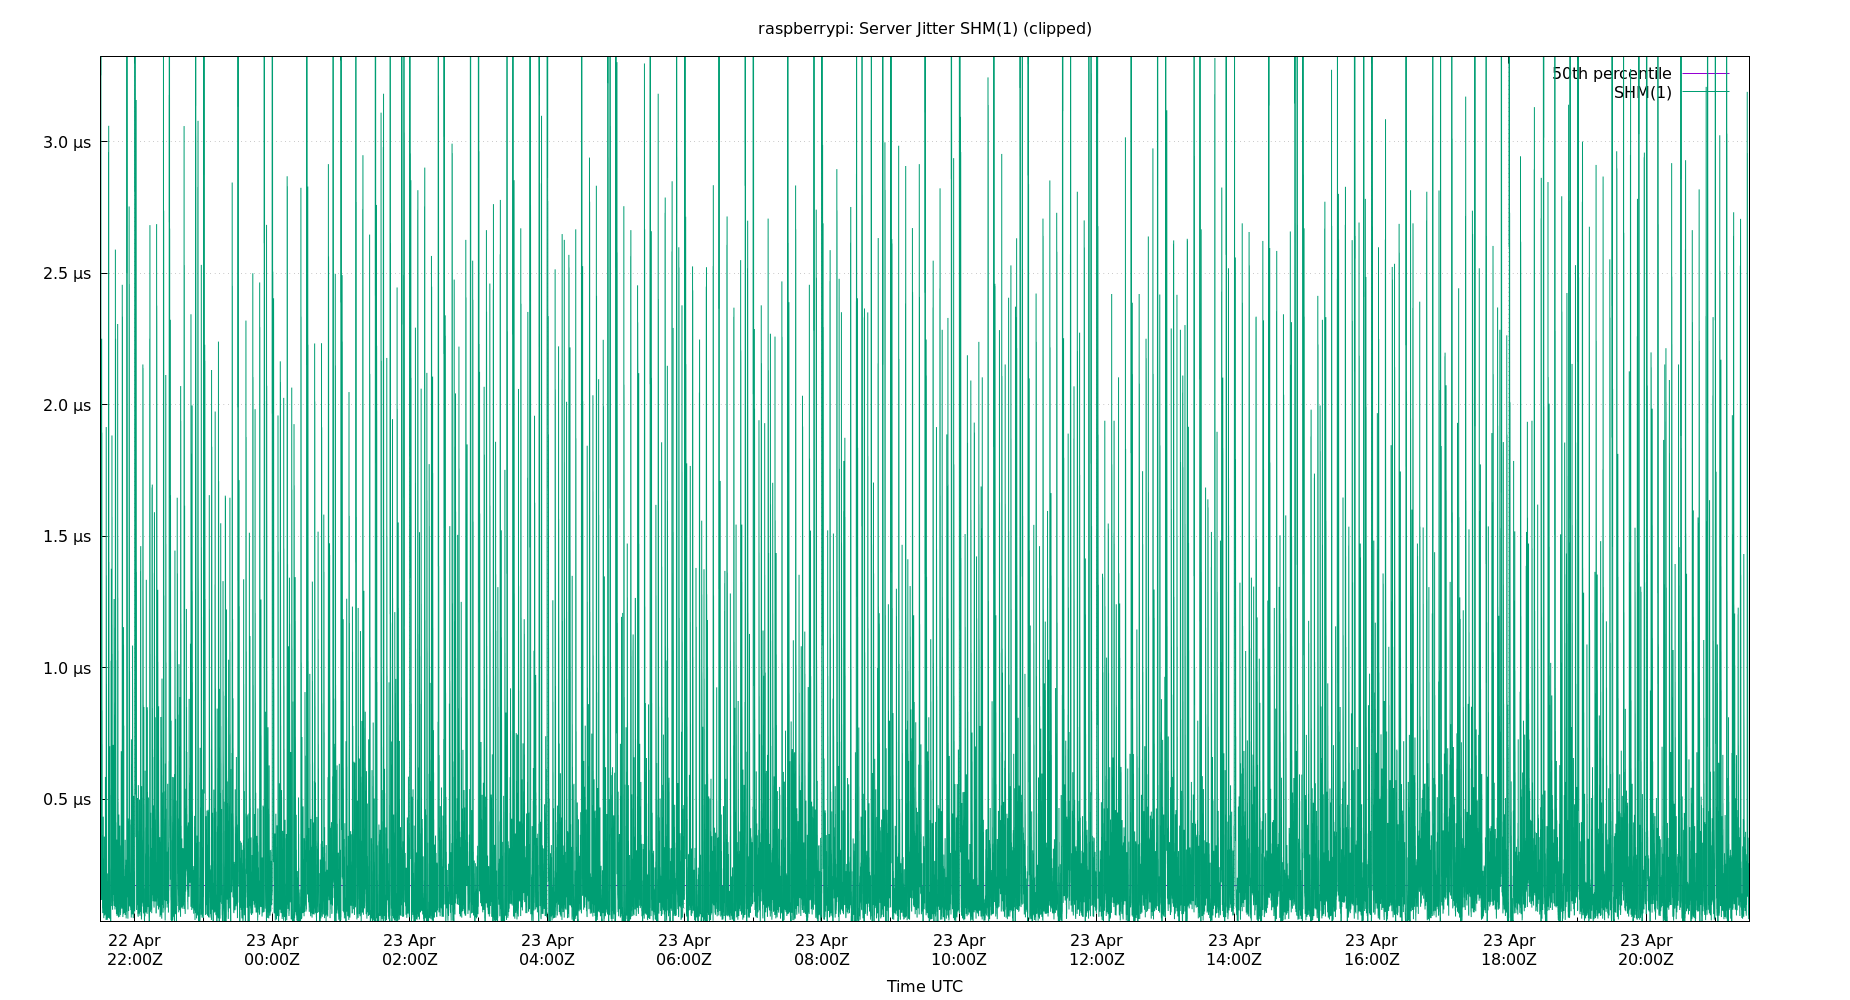 raspberrypi: Server Jitter SHM(1) (clipped)
50th percentile
SHM(1)
3.0 μs
2.5 μs
2.0 μs
1.5 μs
1.0 μs
0.5 μs
22 Apr 23 Apr 23 Apr 23 Apr 23 Apr 23 Apr 23 Apr 23 Apr 23 Apr 23 Apr 23 Apr 23 Apr
22:00Z 00:00Z 02:00Z 04:00Z 06:00Z 08:00Z 10:00Z 12:00Z 14:00Z 16:00Z 18:00Z 20:00Z
Time UTC